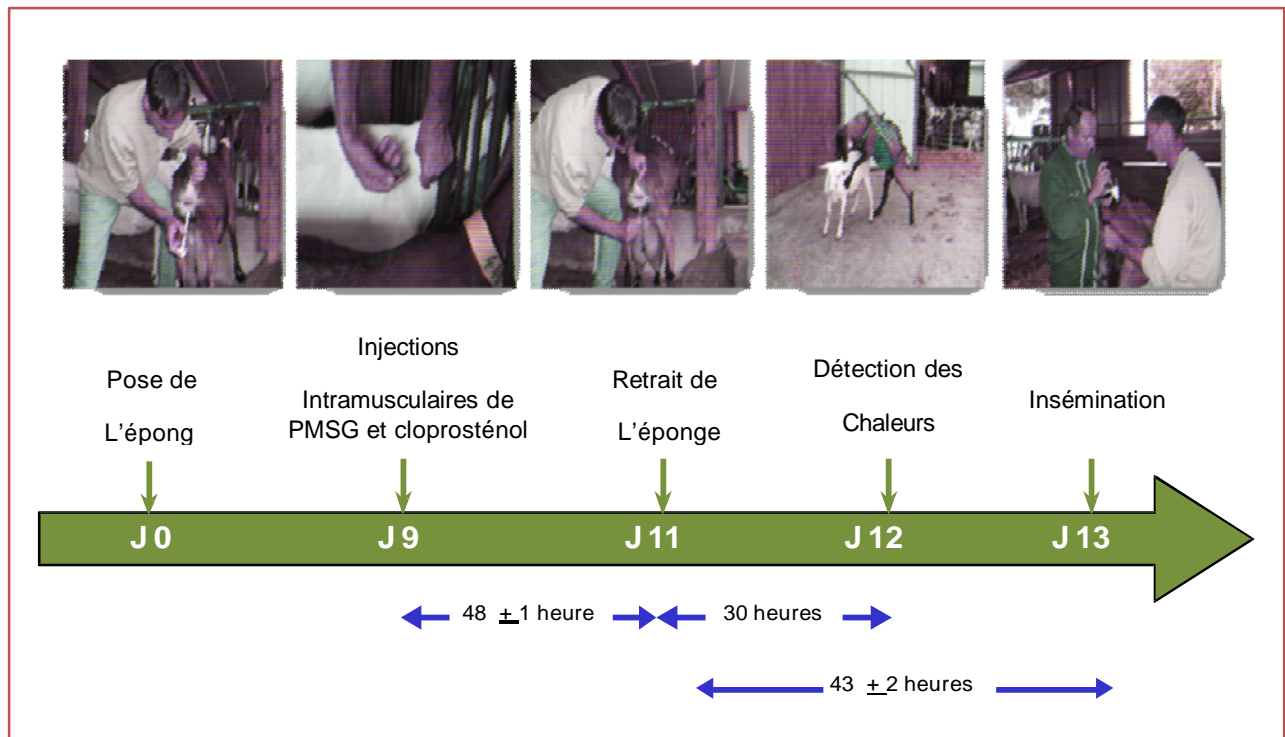 Pose de
L'épong
Injections
Intramusculaires de
PMSG et cloprosténol
Retrait de
L'éponge
Détection des
Chaleurs
Insémination
J 0
J 9
J 11
J 12
J 13
48 + 1 heure
30 heures
43 + 2 heures